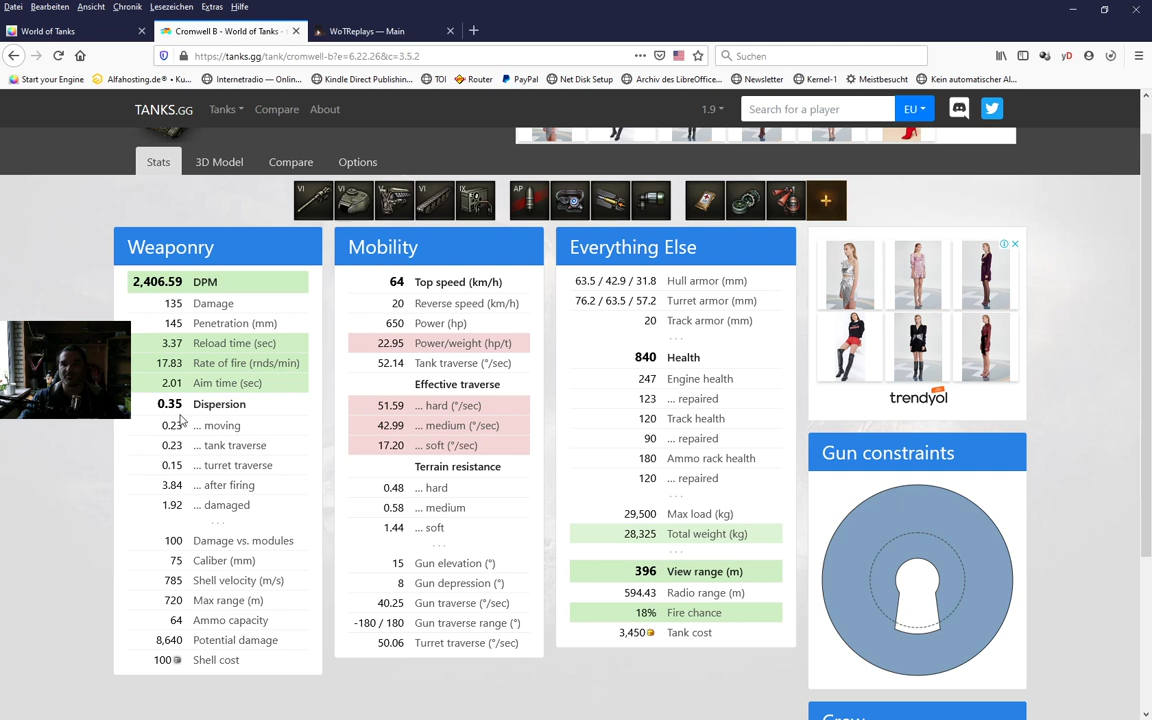 Datei Bearbeiten Ansicht Chronik Lesezeichen Extras Hilfe
World of Tanks
Cromwell B - World of Tanks -
WoTReplays — Main
https://tanks.gg/tank/cromwell-b?e=6.22.26&c=3.5.2
Suchen
Start your Engine
Alfahosting.de® • Ku...
Internetradio — Onlin...
Kindle Direct Publishin...
TOI
Router
PayPal
Net Disk Setup
Archiv des LibreOffice...
Newsletter
Kernel-1
Meistbesucht
Kein automatischer Al...
TANKS.GG Tanks Compare About
1.9
Search for a player
EU
Stats 3D Model Compare Options
VI VI V VI IX AP
Weaponry
2,406.59 DPM
135 Damage
145 Penetration (mm)
3.37 Reload time (sec)
17.83 Rate of fire (rnds/min)
2.01 Aim time (sec)
0.35 Dispersion
0.23 ... moving
0.23 ... tank traverse
0.15 ... turret traverse
3.84 ... after firing
1.92 ... damaged
...
100 Damage vs. modules
75 Caliber (mm)
785 Shell velocity (m/s)
720 Max range (m)
64 Ammo capacity
8,640 Potential damage
100 Shell cost
Mobility
64 Top speed (km/h)
20 Reverse speed (km/h)
650 Power (hp)
22.95 Power/weight (hp/t)
52.14 Tank traverse (°/sec)
Effective traverse
51.59 ... hard (°/sec)
42.99 ... medium (°/sec)
17.20 ... soft (°/sec)
Terrain resistance
0.48 ... hard
0.58 ... medium
1.44 ... soft
...
15 Gun elevation (°)
8 Gun depression (°)
40.25 Gun traverse (°/sec)
-180 / 180 Gun traverse range (°)
50.06 Turret traverse (°/sec)
Everything Else
63.5 / 42.9 / 31.8 Hull armor (mm)
76.2 / 63.5 / 57.2 Turret armor (mm)
20 Track armor (mm)
...
840 Health
247 Engine health
123 ... repaired
120 Track health
90 ... repaired
180 Ammo rack health
120 ... repaired
...
29,500 Max load (kg)
28,325 Total weight (kg)
...
396 View range (m)
594.43 Radio range (m)
18% Fire chance
3,450 Tank cost
trendyol
Gun constraints
Crew